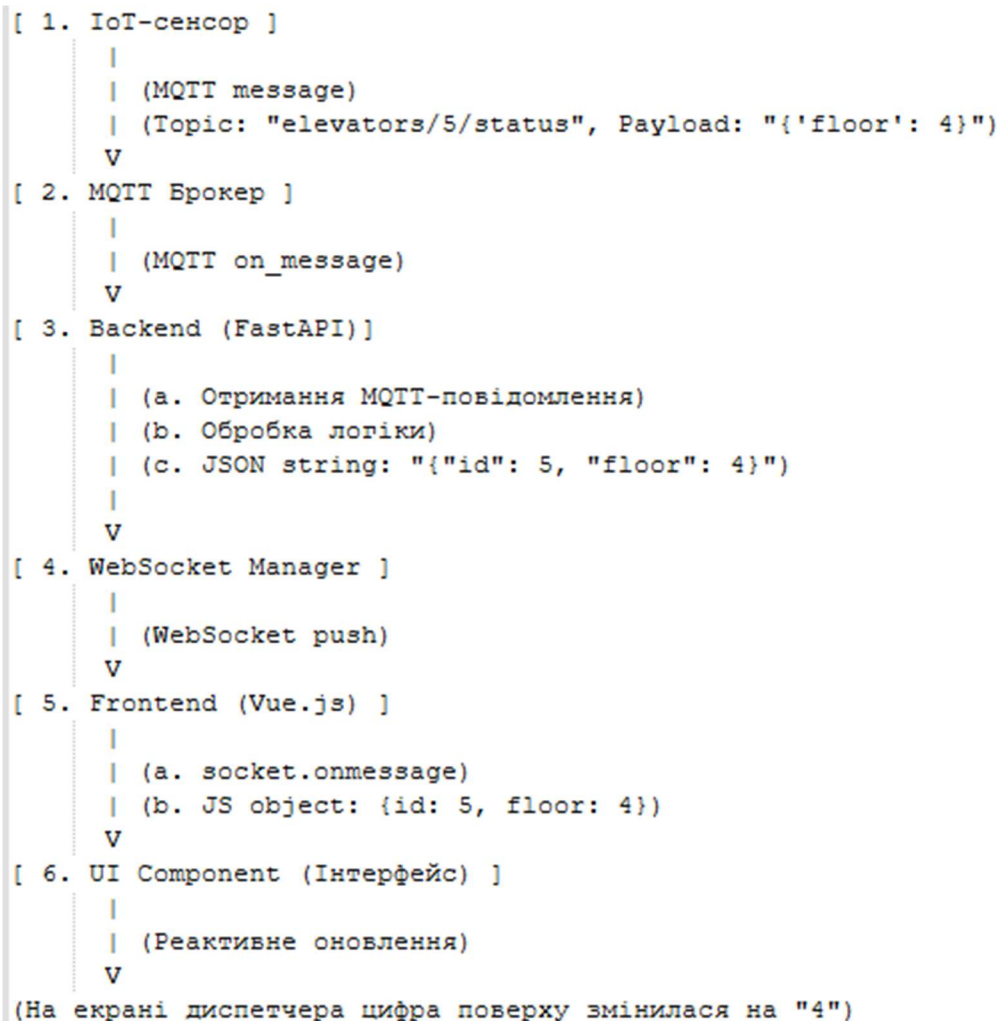 [ 1. IoT-сенсор ]
|
| (MQTT message)
| (Topic: "elevators/5/status", Payload: "{'floor': 4}")
V
[ 2. MQTT Брокер ]
|
| (MQTT on_message)
V
[ 3. Backend (FastAPI)]
|
| (a. Отримання MQTT-повідомлення)
| (b. Обробка логіки)
| (c. JSON string: "{"id": 5, "floor": 4}")
|
V
[ 4. WebSocket Manager ]
|
| (WebSocket push)
V
[ 5. Frontend (Vue.js) ]
|
| (a. socket.onmessage)
| (b. JS object: {id: 5, floor: 4})
V
[ 6. UI Component (Інтерфейс) ]
|
| (Реактивне оновлення)
V
(На екрані диспетчера цифра поверху змінилася на "4")